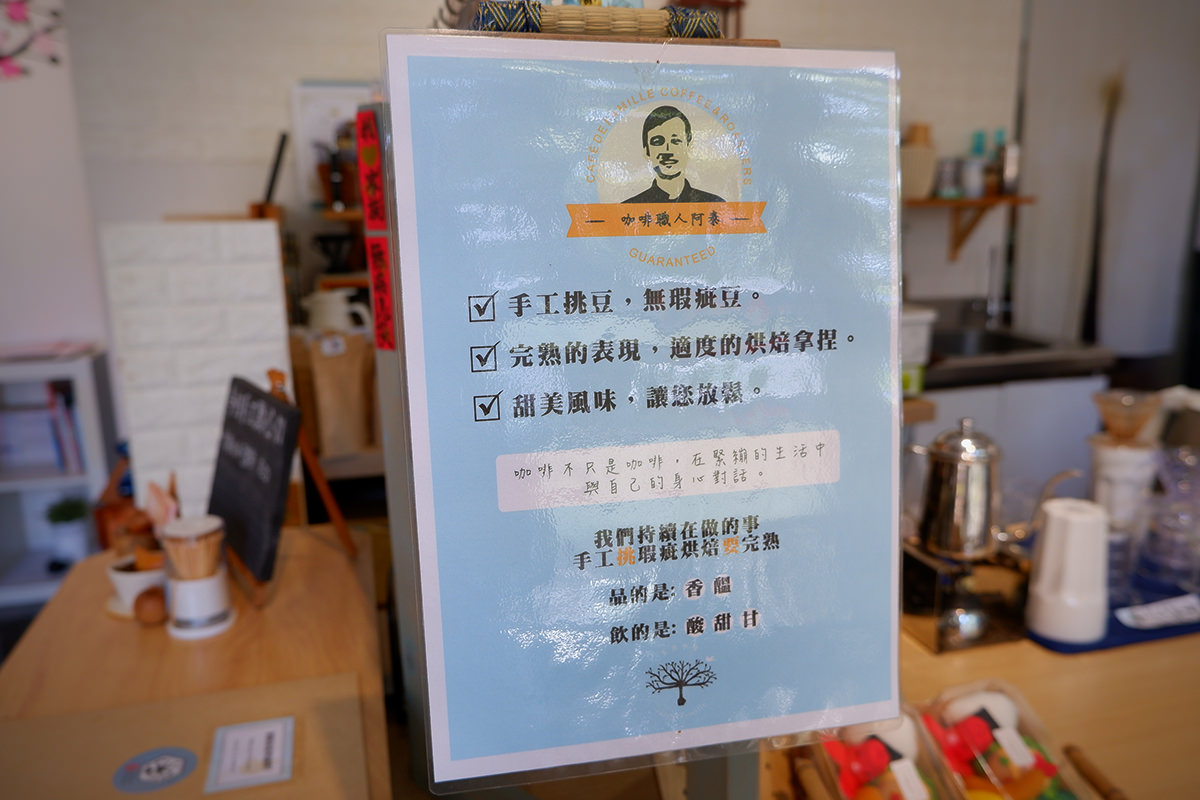 CAFE DE FAMILLE COFFEE & ROASTERS
咖啡職人阿泰
GUARANTEED
手工挑豆，無瑕疵豆。
完熟的表現，適度的烘焙拿捏。
甜美風味，讓您放鬆。
咖啡不只是咖啡，在緊繃的生活中
與自己的身心對話。
我們持續在做的事
手工挑瑕疵烘焙要完熟
品的是: 香 醞
飲的是: 酸 甜 甘